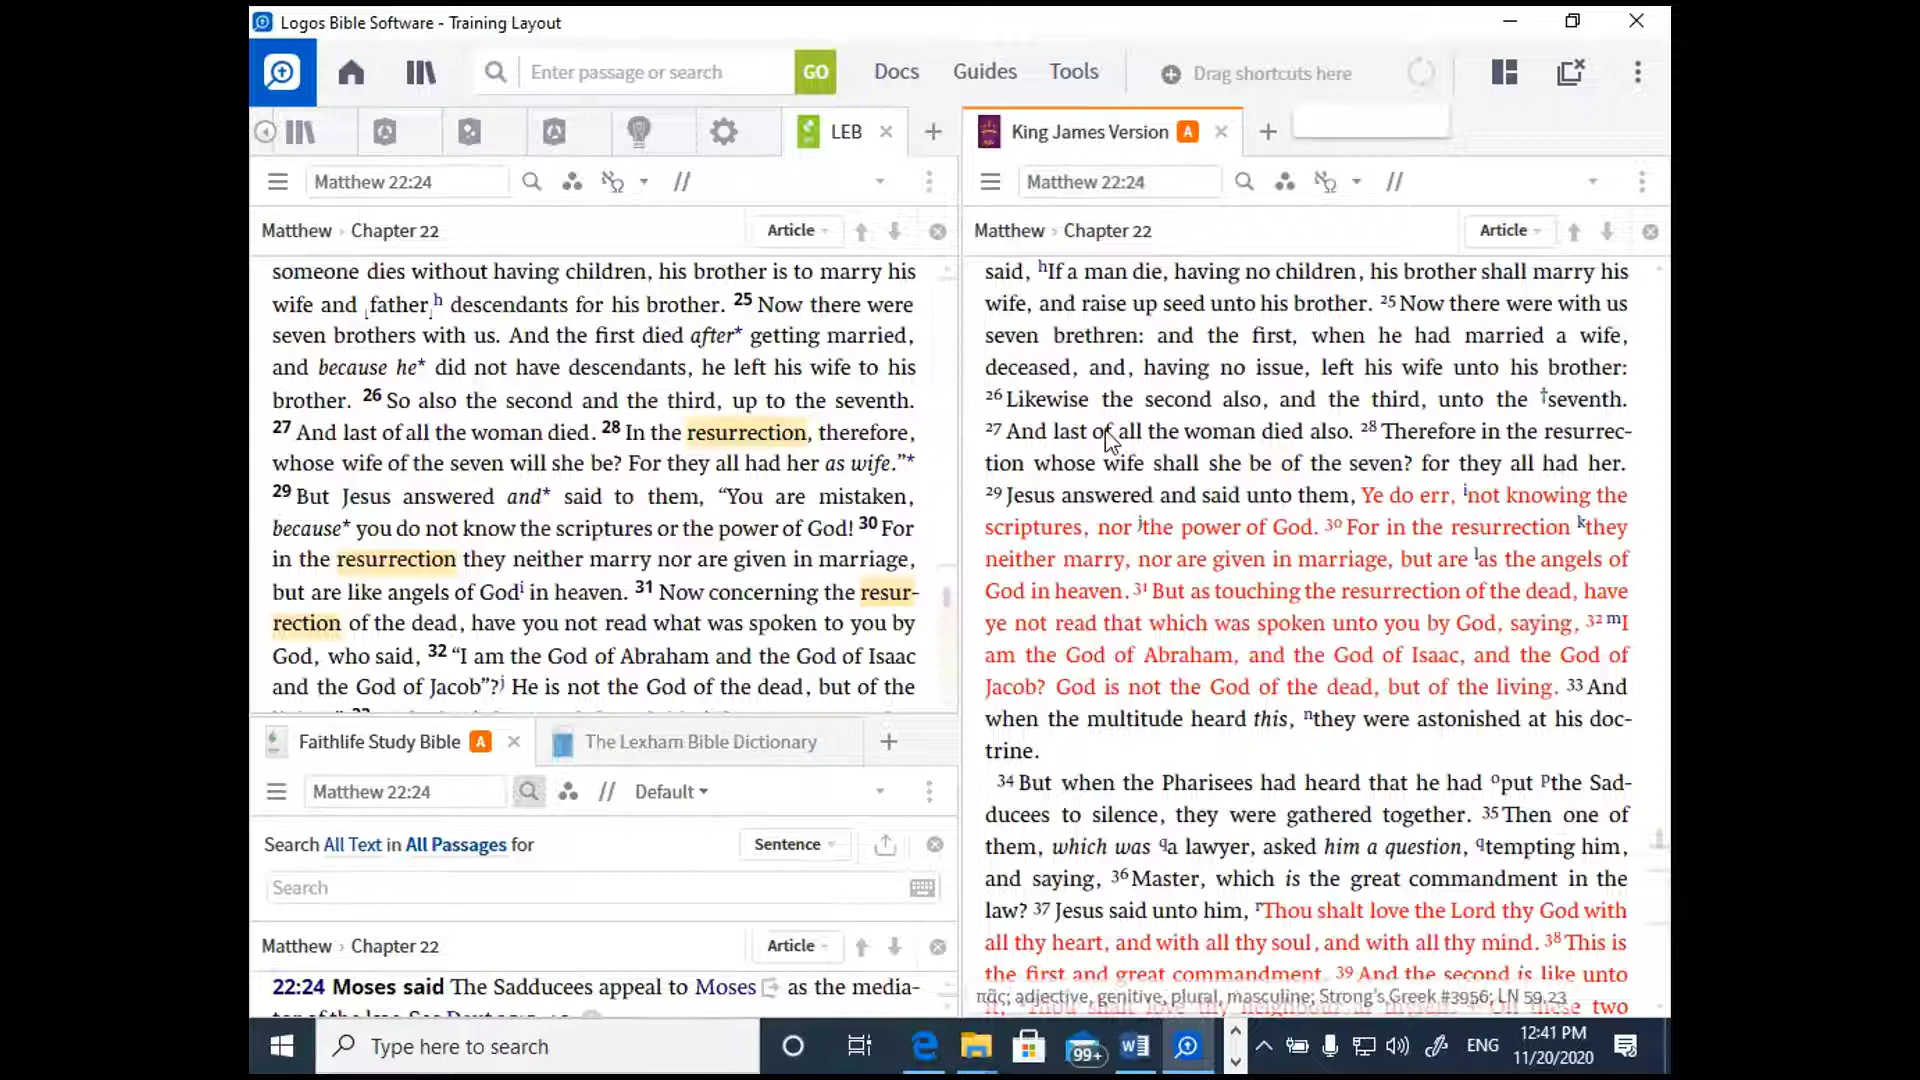 Logos Bible Software - Training Layout
Enter passage or search
GO
Docs
Guides
Tools
Drag shortcuts here
LEB
Matthew 22:24
Matthew › Chapter 22
Article
someone dies without having children, his brother is to marry his
wife and ⌊father⌋h descendants for his brother. 25 Now there were
seven brothers with us. And the first died after* getting married,
and because he* did not have descendants, he left his wife to his
brother. 26 So also the second and the third, up to the seventh.
27 And last of all the woman died. 28 In the resurrection, therefore,
whose wife of the seven will she be? For they all had her as wife.”*
29 But Jesus answered and* said to them, “You are mistaken,
because* you do not know the scriptures or the power of God! 30 For
in the resurrection they neither marry nor are given in marriage,
but are like angels of Godi in heaven. 31 Now concerning the resur-
rection of the dead, have you not read what was spoken to you by
God, who said, 32 “I am the God of Abraham and the God of Isaac
and the God of Jacob”?j He is not the God of the dead, but of the
Faithlife Study Bible A
The Lexham Bible Dictionary
Matthew 22:24
Default
Search All Text in All Passages for
Sentence
Search
Matthew › Chapter 22
Article
22:24 Moses said The Sadducees appeal to Moses as the media-
King James Version A
Matthew 22:24
Matthew › Chapter 22
Article
said, hIf a man die, having no children, his brother shall marry his
wife, and raise up seed unto his brother. 25 Now there were with us
seven brethren: and the first, when he had married a wife,
deceased, and, having no issue, left his wife unto his brother:
26 Likewise the second also, and the third, unto the †seventh.
27 And last of all the woman died also. 28 Therefore in the resurrec-
tion whose wife shall she be of the seven? for they all had her.
29 Jesus answered and said unto them, Ye do err, inot knowing the
scriptures, nor jthe power of God. 30 For in the resurrection kthey
neither marry, nor are given in marriage, but are las the angels of
God in heaven. 31 But as touching the resurrection of the dead, have
ye not read that which was spoken unto you by God, saying, 32 mI
am the God of Abraham, and the God of Isaac, and the God of
Jacob? God is not the God of the dead, but of the living. 33 And
when the multitude heard this, nthey were astonished at his doc-
trine.
34 But when the Pharisees had heard that he had oput pthe Sad-
ducees to silence, they were gathered together. 35 Then one of
them, which was qa lawyer, asked him a question, qtempting him,
and saying, 36 Master, which is the great commandment in the
law? 37 Jesus said unto him, rThou shalt love the Lord thy God with
all thy heart, and with all thy soul, and with all thy mind. 38 This is
the first and great commandment. 39 And the second is like unto
πᾶς; adjective, genitive, plural, masculine; Strong's Greek #3956; LN 59.23
Type here to search
99+
ENG
12:41 PM
11/20/2020